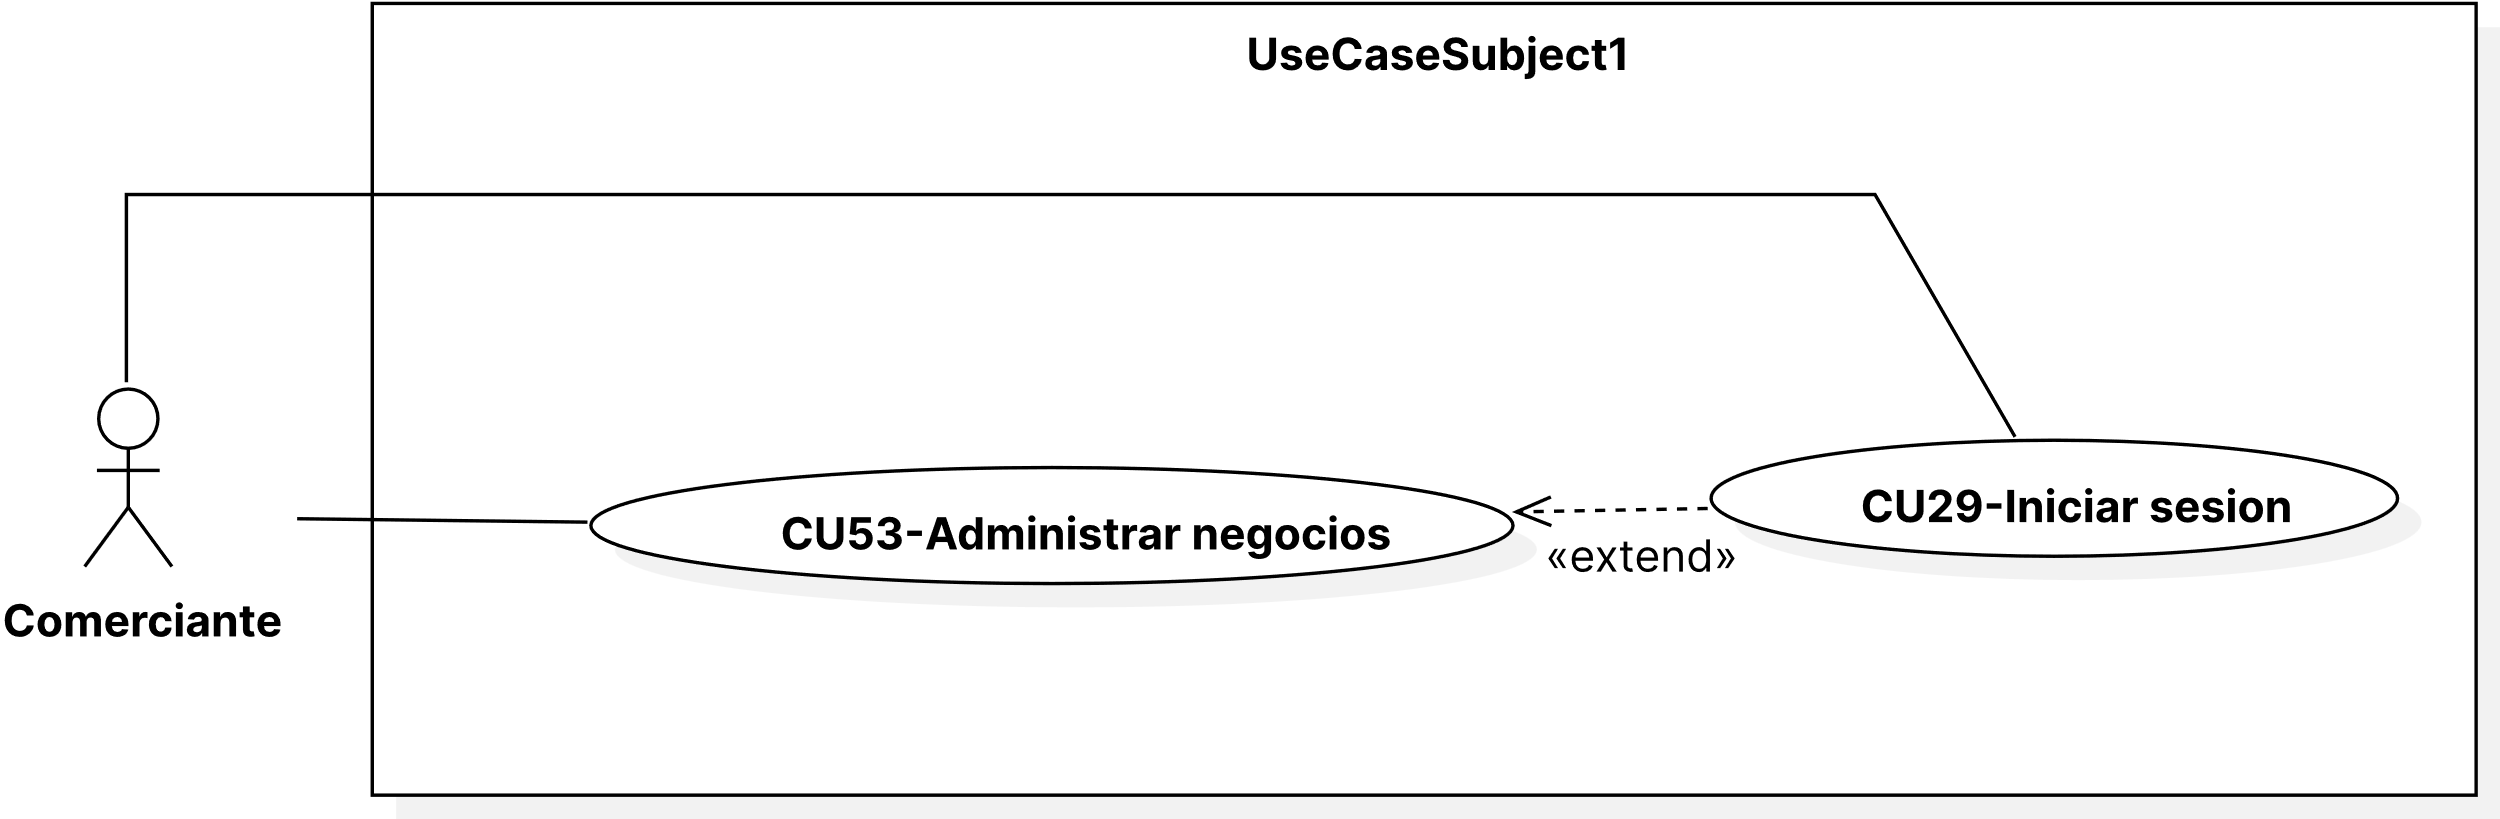 UseCaseSubject1
CU53-Administrar negocios
CU29-Iniciar sesion
«extend»
Comerciante